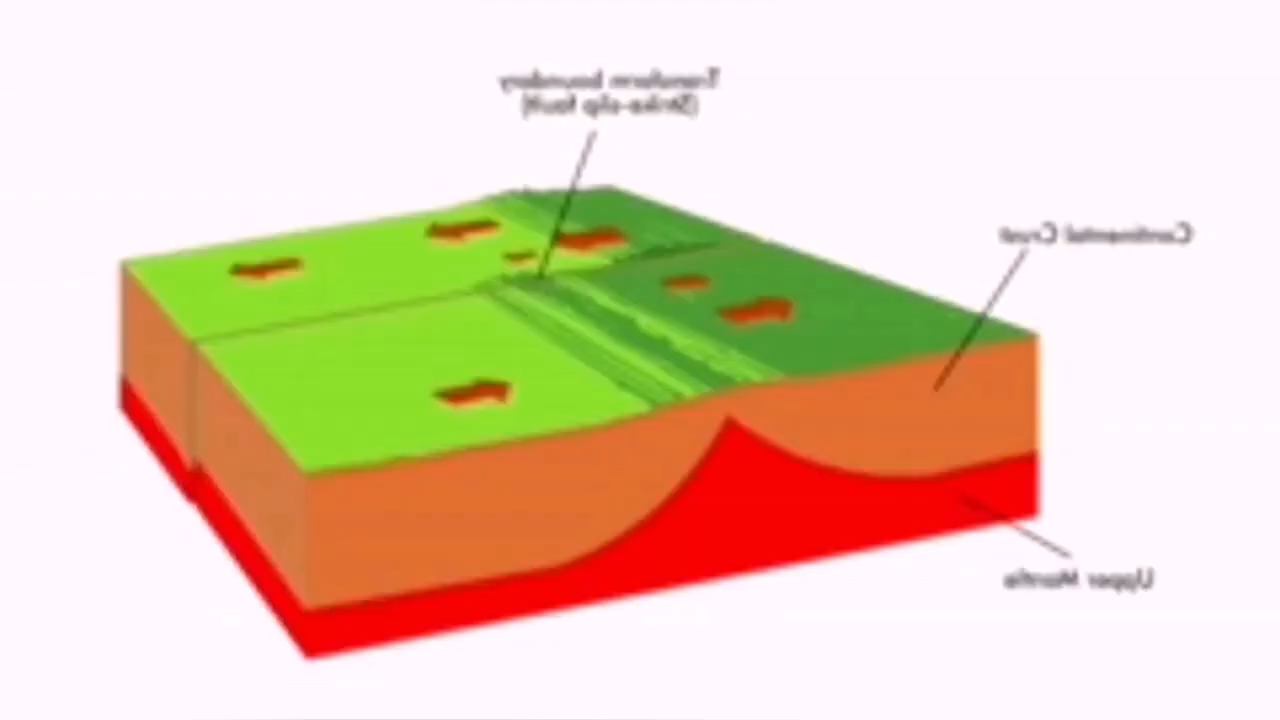 Transform boundary
(Strike-slip fault)
Continental Crust
Upper Mantle